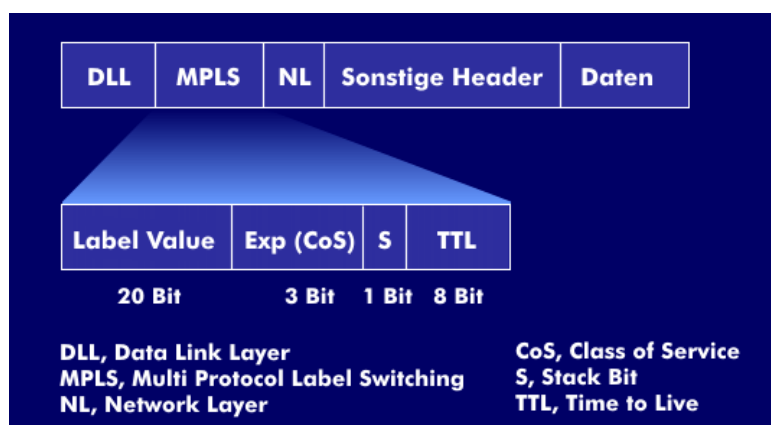 DLL MPLS NL Sonstige Header Daten
Label Value Exp (CoS) S TTL
20 Bit 3 Bit 1 Bit 8 Bit
DLL, Data Link Layer
MPLS, Multi Protocol Label Switching
NL, Network Layer
CoS, Class of Service
S, Stack Bit
TTL, Time to Live